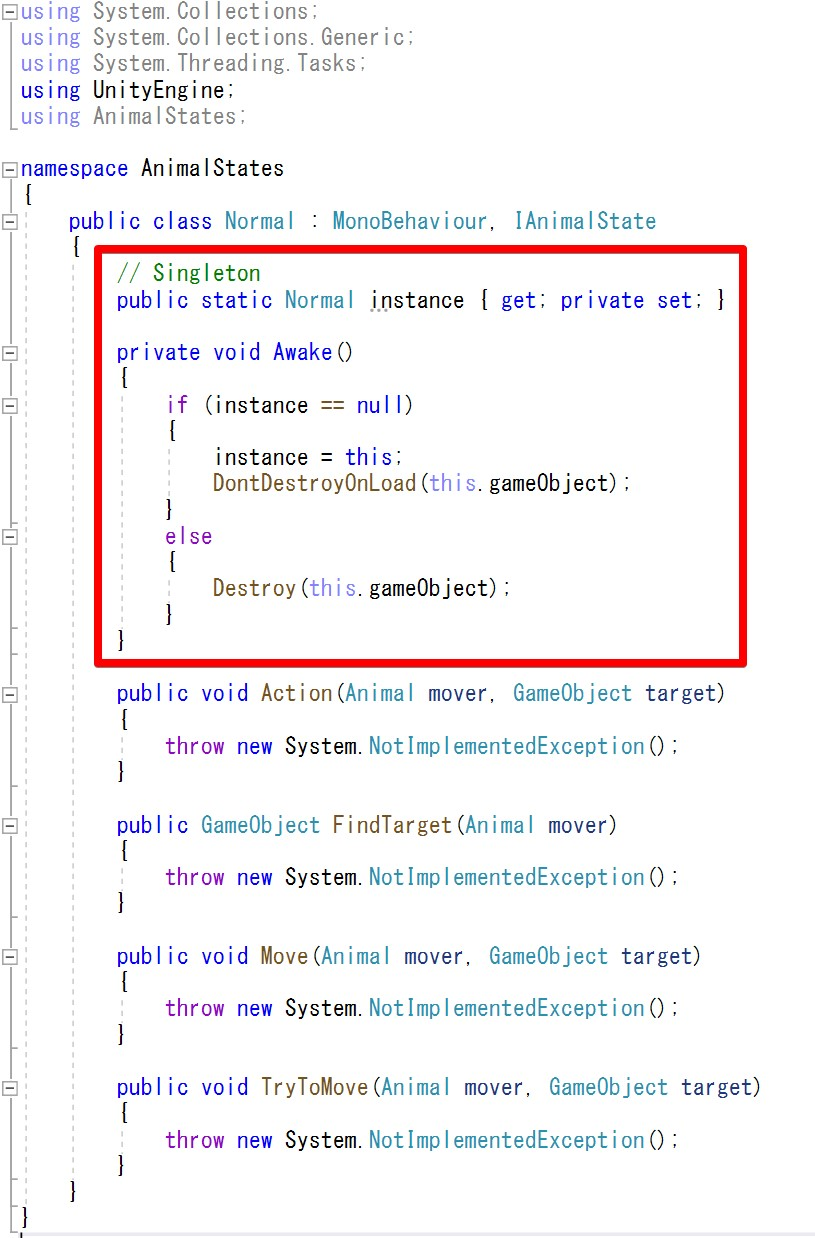 using System.Collections;
using System.Collections.Generic;
using System.Threading.Tasks;
using UnityEngine;
using AnimalStates;
namespace AnimalStates
{
public class Normal : MonoBehaviour, IAnimalState
{
// Singleton
public static Normal instance { get; private set; }
private void Awake()
{
if (instance == null)
{
instance = this;
DontDestroyOnLoad(this.gameObject);
}
else
{
Destroy(this.gameObject);
}
}
public void Action(Animal mover, GameObject target)
{
throw new System.NotImplementedException();
}
public GameObject FindTarget(Animal mover)
{
throw new System.NotImplementedException();
}
public void Move(Animal mover, GameObject target)
{
throw new System.NotImplementedException();
}
public void TryToMove(Animal mover, GameObject target)
{
throw new System.NotImplementedException();
}
}
}